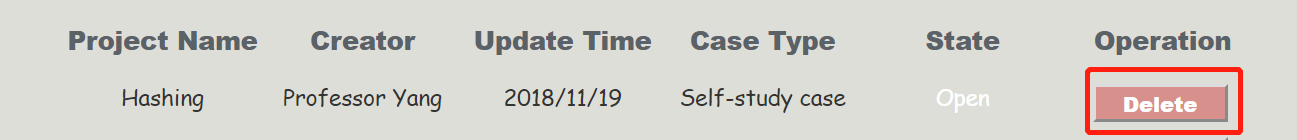 Project Name Creator Update Time Case Type State Operation
Hashing Professor Yang 2018/11/19 Self-study case Open Delete